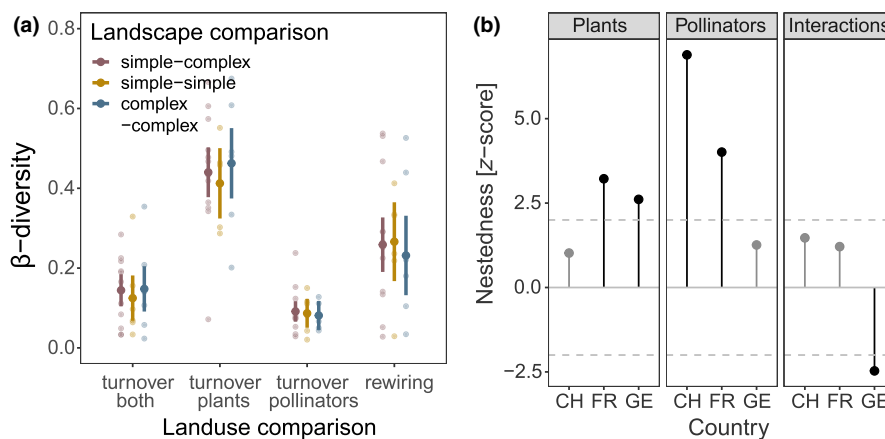 (a)
Landscape comparison
simple−complex
simple−simple
complex
−complex
β−diversity
0.8
0.6
0.4
0.2
0.0
turnover both
turnover plants
turnover pollinators
rewiring
Landuse comparison
(b)
Plants
Pollinators
Interactions
Nestedness [z−score]
5.0
2.5
0.0
−2.5
CH FR GE
CH FR GE
CH FR GE
Country